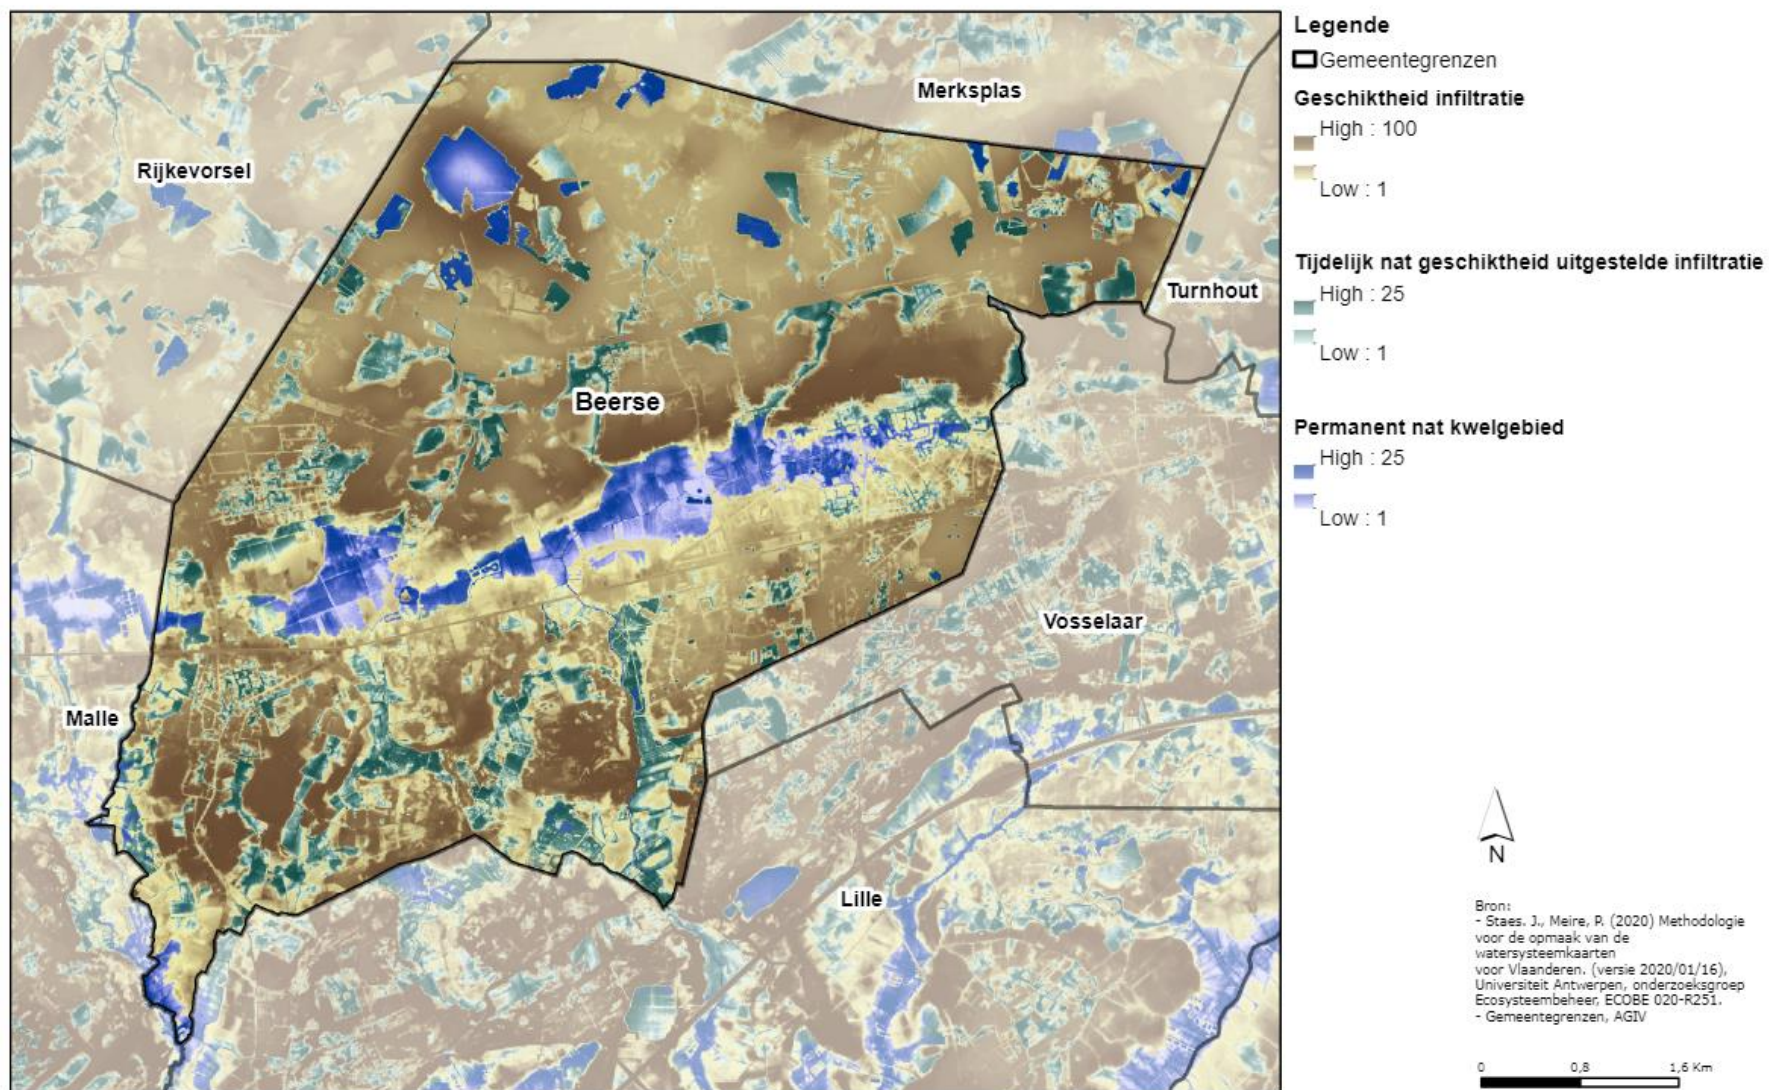 Merksplas
Rijkevorsel
Turnhout
Beerse
Vosselaar
Malle
Lille
Legende
Gemeentegrenzen
Geschiktheid infiltratie
High : 100
Low : 1
Tijdelijk nat geschiktheid uitgestelde infiltratie
High : 25
Low : 1
Permanent nat kwelgebied
High : 25
Low : 1
N
Bron:
- Staes. J., Meire, P. (2020) Methodologie
voor de opmaak van de
watersysteemkaarten
voor Vlaanderen. (versie 2020/01/16),
Universiteit Antwerpen, onderzoeksgroep
Ecosysteembeheer, ECOBE 020-R251.
- Gemeentegrenzen, AGIV
0 0,8 1,6 Km